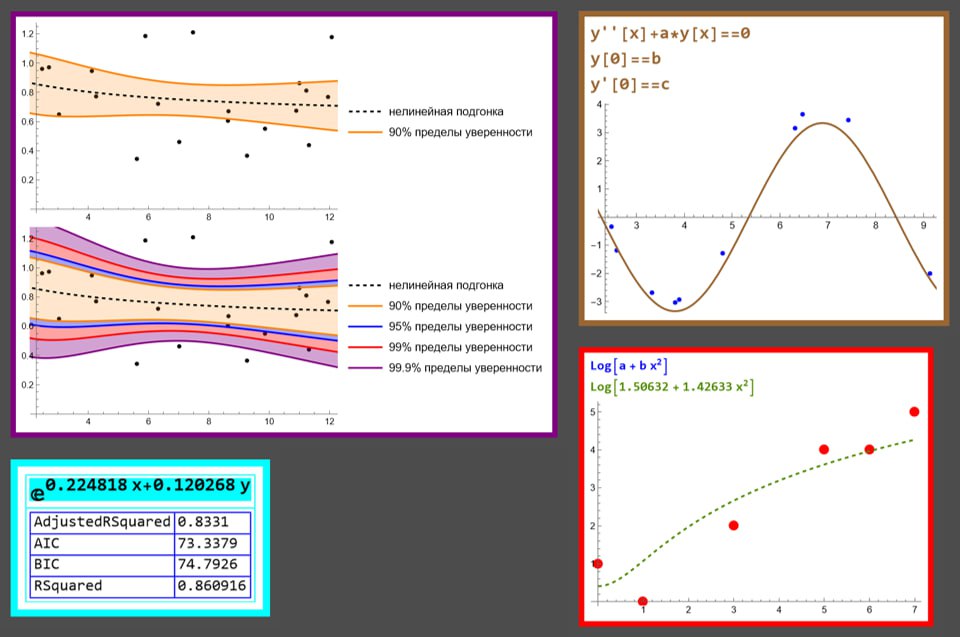 1.2
1.0
0.8
0.6
0.4
0.2
4 6 8 10 12
нелинейная подгонка
90% пределы уверенности
1.2
1.0
0.8
0.6
0.4
0.2
4 6 8 10 12
нелинейная подгонка
90% пределы уверенности
95% пределы уверенности
99% пределы уверенности
99.9% пределы уверенности
y''[x]+a*y[x]==0
y[0]==b
y'[0]==c
4
3
2
1
3 4 5 6 7 8 9
-1
-2
-3
ⅇ^0.224818 x+0.120268 y
AdjustedRSquared 0.8331
AIC 73.3379
BIC 74.7926
RSquared 0.860916
Log[a + b x²]
Log[1.50632 + 1.42633 x²]
5
4
3
2
1
1 2 3 4 5 6 7